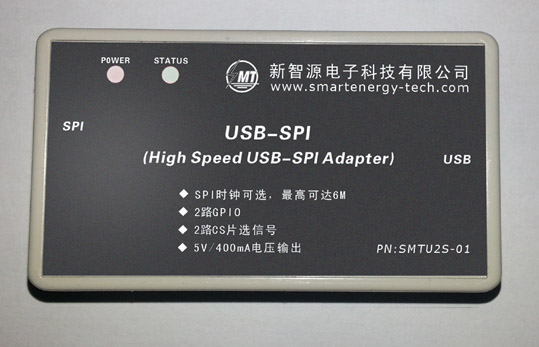 POWER STATUS
MT
新智源电子科技有限公司
www.smartenergy-tech.com
SPI
USB-SPI
(High Speed USB-SPI Adapter)
USB
◆ SPI时钟可选，最高可达6M
◆ 2路GPIO
◆ 2路CS片选信号
◆ 5V/400mA电压输出
PN:SMTU2S-01